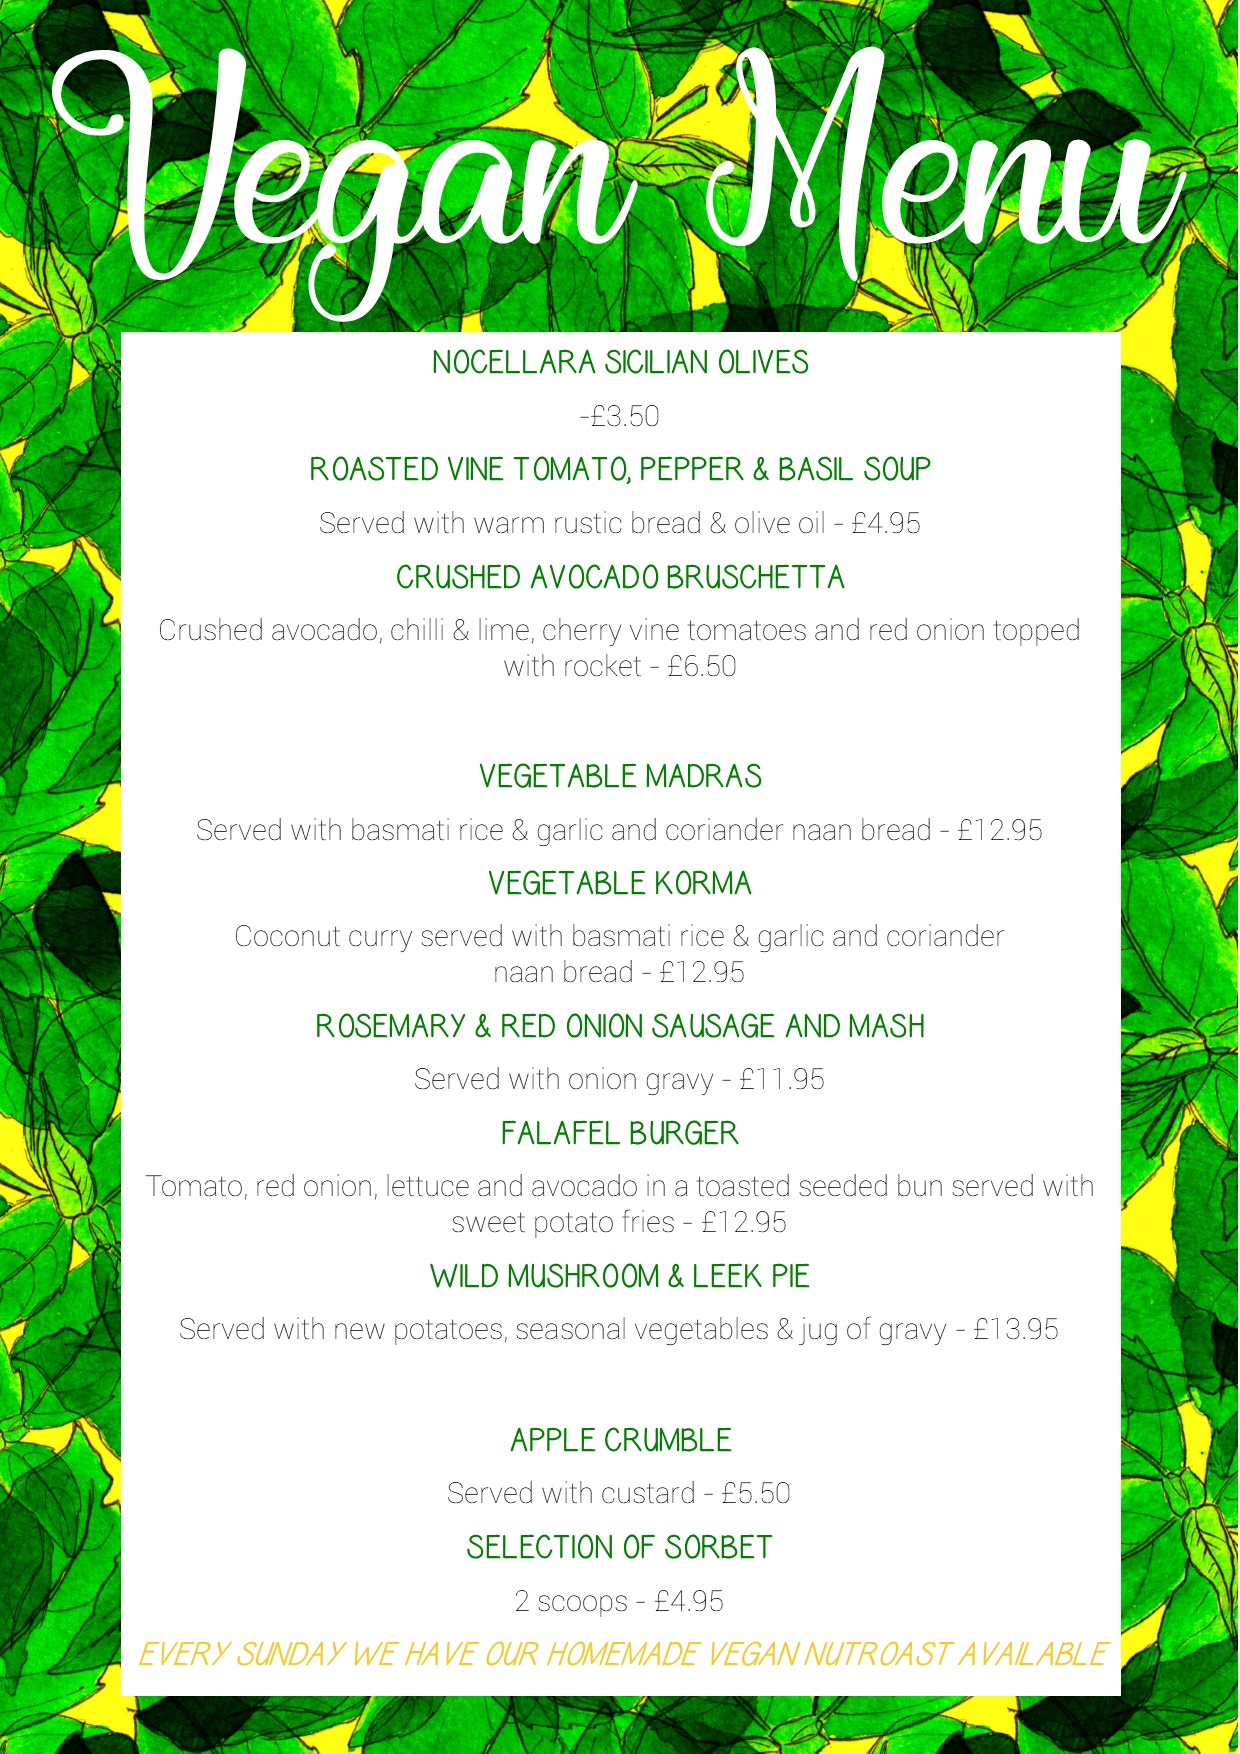 Vegan Menu
NOCELLARA SICILIAN OLIVES
-£3.50
ROASTED VINE TOMATO, PEPPER & BASIL SOUP
Served with warm rustic bread & olive oil - £4.95
CRUSHED AVOCADO BRUSCHETTA
Crushed avocado, chilli & lime, cherry vine tomatoes and red onion topped
with rocket - £6.50
VEGETABLE MADRAS
Served with basmati rice & garlic and coriander naan bread - £12.95
VEGETABLE KORMA
Coconut curry served with basmati rice & garlic and coriander
naan bread - £12.95
ROSEMARY & RED ONION SAUSAGE AND MASH
Served with onion gravy - £11.95
FALAFEL BURGER
Tomato, red onion, lettuce and avocado in a toasted seeded bun served with
sweet potato fries - £12.95
WILD MUSHROOM & LEEK PIE
Served with new potatoes, seasonal vegetables & jug of gravy - £13.95
APPLE CRUMBLE
Served with custard - £5.50
SELECTION OF SORBET
2 scoops - £4.95
EVERY SUNDAY WE HAVE OUR HOMEMADE VEGAN NUTROAST AVAILABLE